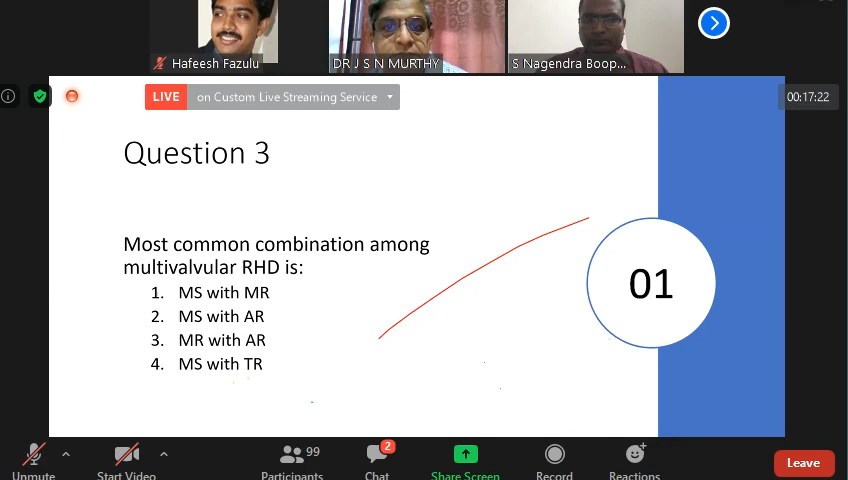 Hafeesh Fazulu
DR J S N MURTHY
S Nagendra Boop...
LIVE
on Custom Live Streaming Service
00:17:22
Question 3
Most common combination among
multivalvular RHD is:
1. MS with MR
2. MS with AR
3. MR with AR
4. MS with TR
01
99
2
Unmute
Start Video
Participants
Chat
Share Screen
Record
Reactions
Leave